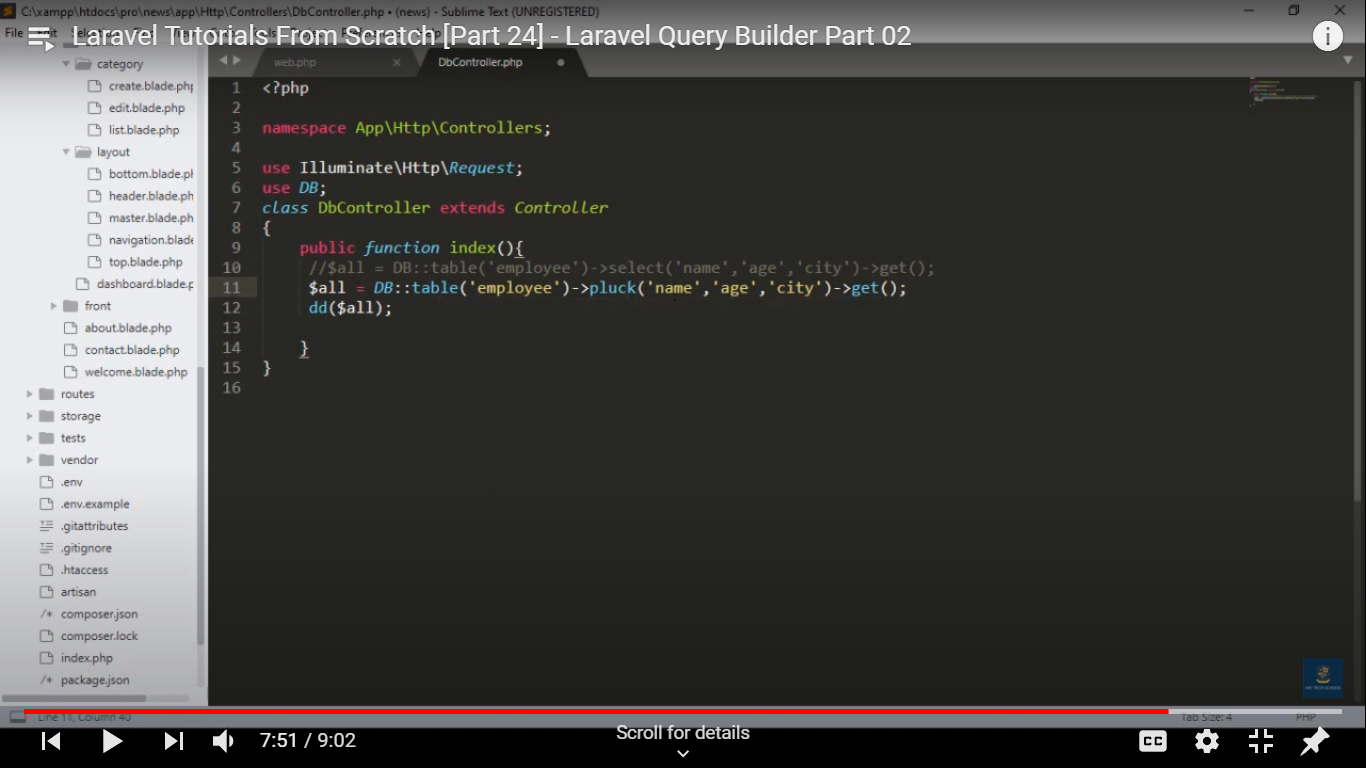 C:\xampp\htdocs\pro\news\app\Http\Controllers\DbController.php • (news) - Sublime Text (UNREGISTERED)
File
Laravel Tutorials From Scratch [Part 24] - Laravel Query Builder Part 02
category
create.blade.php
edit.blade.php
list.blade.php
layout
bottom.blade.pl
header.blade.ph
master.blade.ph
navigation.blade
top.blade.php
dashboard.blade.p
front
about.blade.php
contact.blade.php
welcome.blade.php
routes
storage
tests
vendor
.env
.env.example
.gitattributes
.gitignore
.htaccess
artisan
composer.json
composer.lock
index.php
package.json
web.php
DbController.php
1 <?php
2
3 namespace App\Http\Controllers;
4
5 use Illuminate\Http\Request;
6 use DB;
7 class DbController extends Controller
8 {
9 public function index(){
10 //$all = DB::table('employee')->select('name','age','city')->get();
11 $all = DB::table('employee')->pluck('name','age','city')->get();
12 dd($all);
13
14 }
15 }
16
MY TECH SCHOOL
Line 11, Column 40
Tab Size: 4
PHP
7:51 / 9:02
Scroll for details
CC